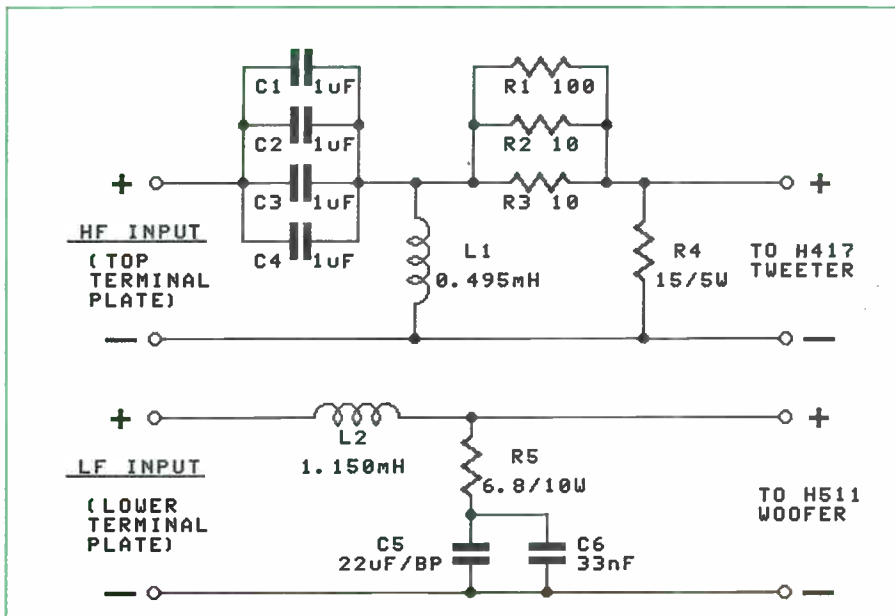 C1 1uF
C2 1uF
C3 1uF
C4 1uF
R1 100
R2 10
R3 10
+
+
HF INPUT
(TOP
TERMINAL
PLATE)
L1
0.495mH
R4
15/5W
TO H417
TWEETER
—
—
+
+
L2
1.150mH
LF INPUT
(LOWER
TERMINAL
PLATE)
R5
6.8/10W
C5
22uF/BP
C6
33nF
TO H511
WOOFER
—
—